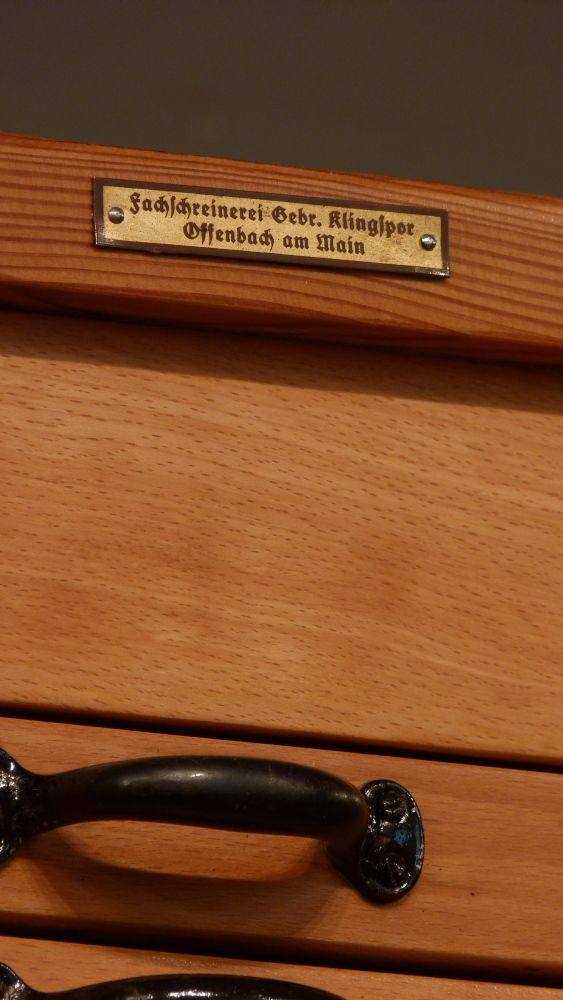 Fachschreinerei Gebr. Klingspor
Offenbach am Main